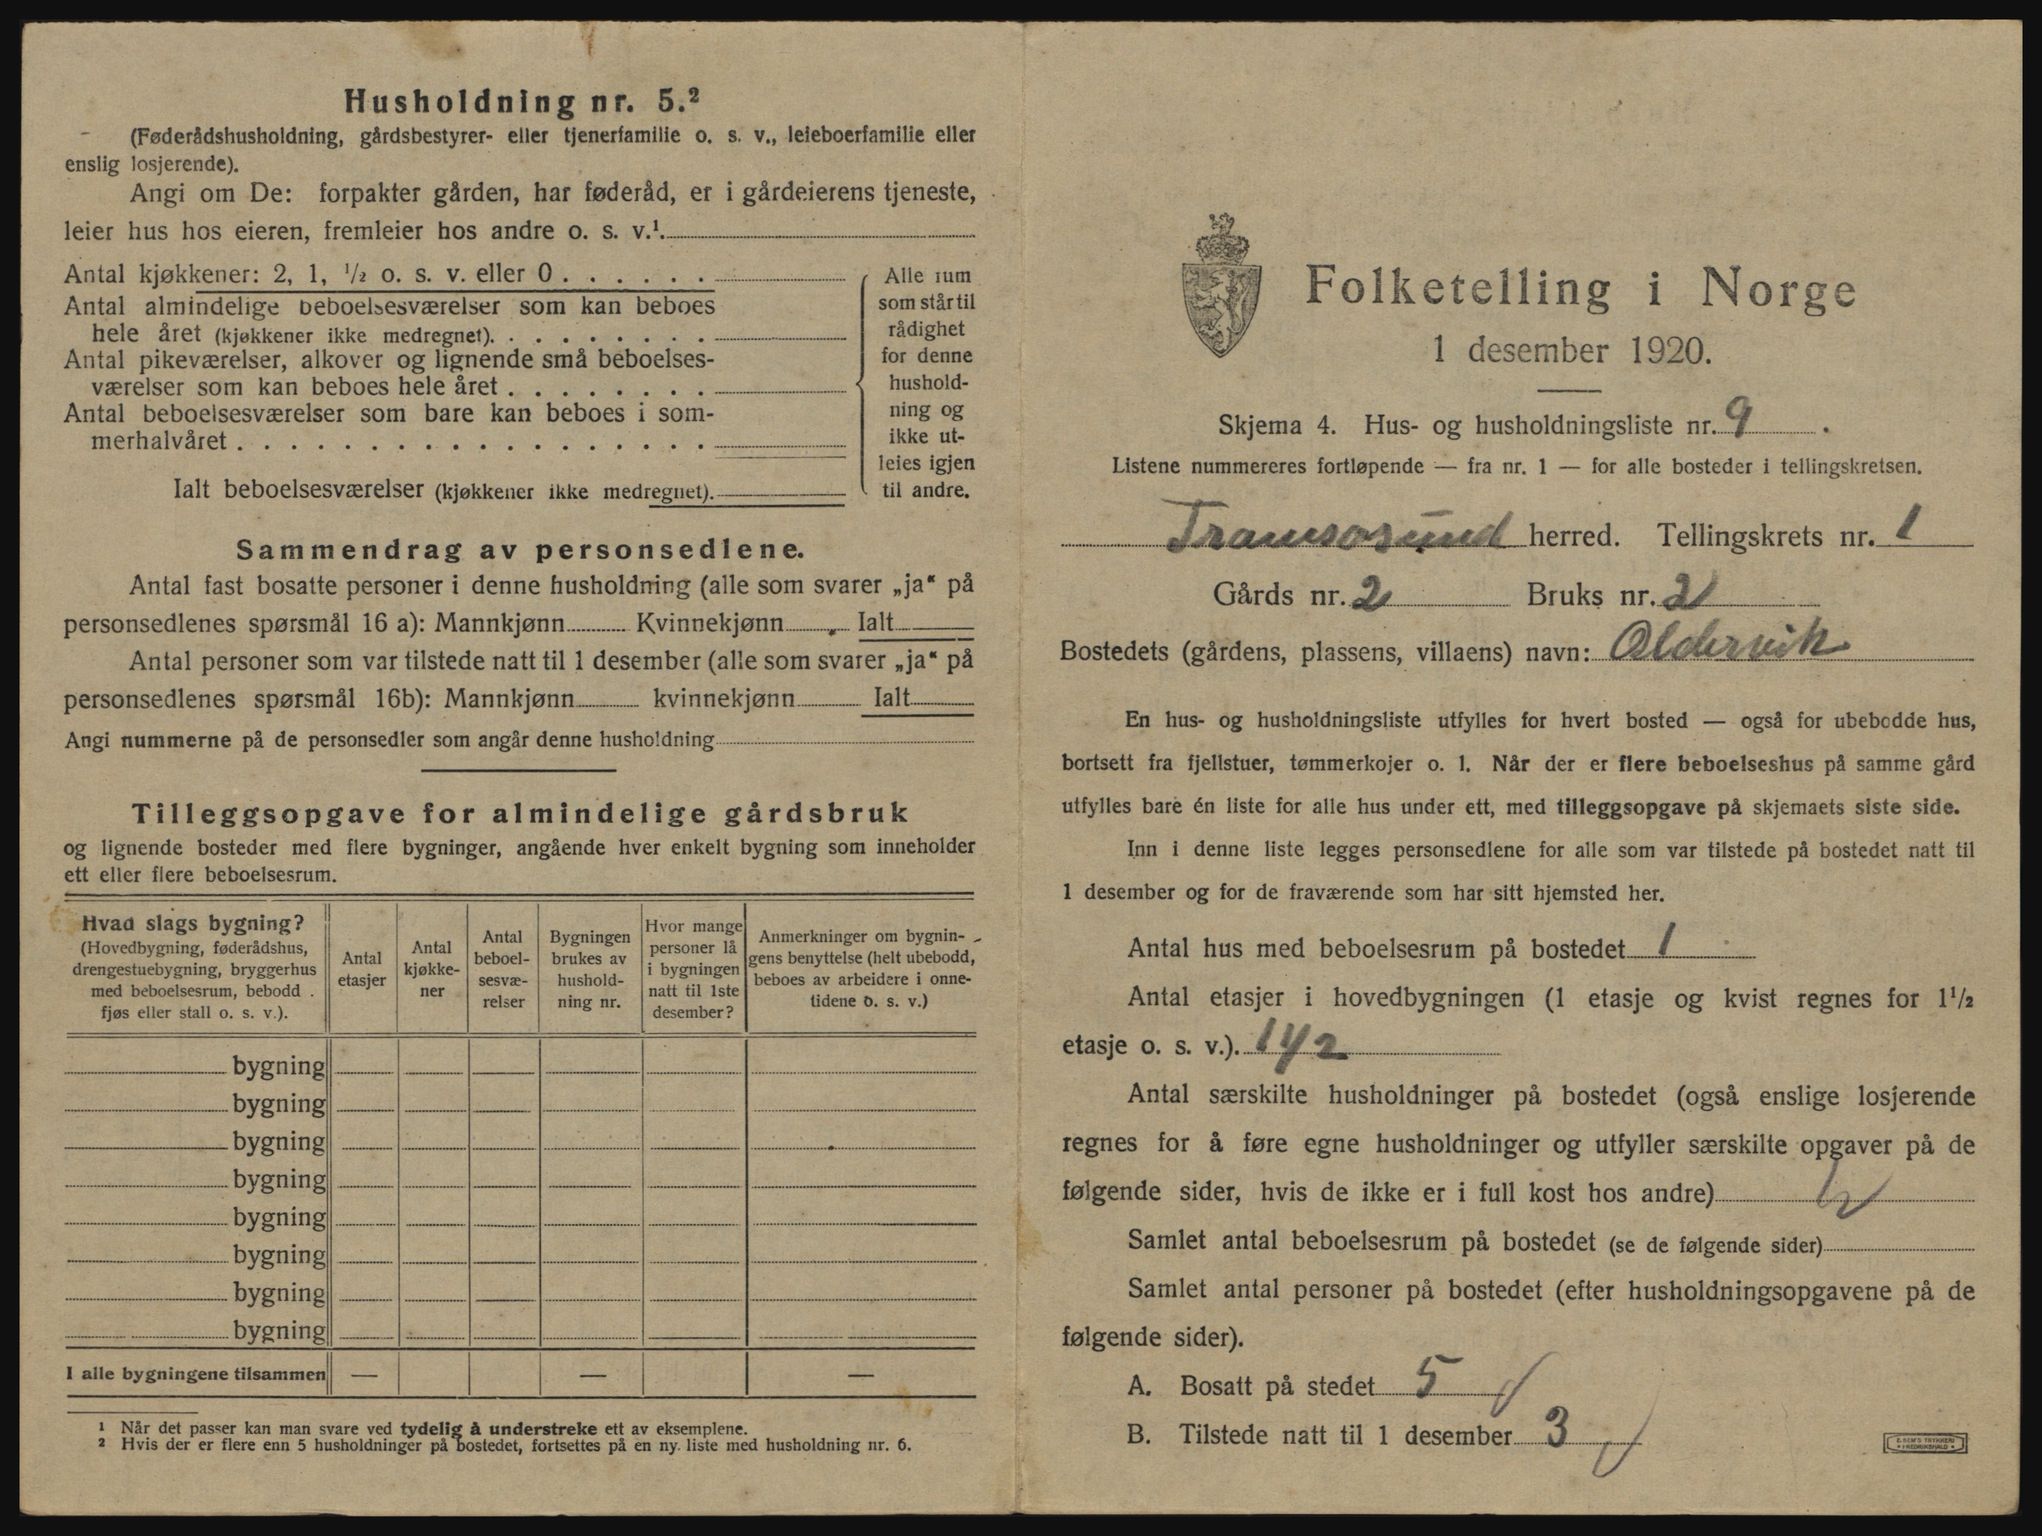 Husholdning nr. 5.²
(Føderådshusholdning, gårdsbestyrer- eller tjenerfamilie o. s. v., leieboerfamilie eller
enslig losjerende).
Angi om De: forpakter gården, har føderåd, er i gårdeierens tjeneste,
leier hus hos eieren, fremleier hos andre o. s. v.¹.
Antal kjøkkener: 2, 1, ½ o. s. v. eller 0 . . . . . .
Antal almindelige beboelsesværelser som kan beboes
hele året (kjøkkener ikke medregnet). . . . . . . . .
Antal pikeværelser, alkover og lignende små beboelses-
værelser som kan beboes hele året . . . . . . . .
Antal beboelsesværelser som bare kan beboes i som-
merhalvåret . . . . . . . . . . . . . . . . . .
Ialt beboelsesværelser (kjøkkener ikke medregnet).
Alle rum
som står til
rådighet
for denne
hushold-
ning og
ikke ut-
leies igjen
til andre.
Sammendrag av personsedlene.
Antal fast bosatte personer i denne husholdning (alle som svarer „ja“ på
personsedlenes spørsmål 16 a): Mannkjønn Kvinnekjønn Ialt
Antal personer som var tilstede natt til 1 desember (alle som svarer „ja“ på
personsedlenes spørsmål 16b): Mannkjønn kvinnekjønn Ialt
Angi nummerne på de personsedler som angår denne husholdning
Tilleggsopgave for almindelige gårdsbruk
og lignende bosteder med flere bygninger, angående hver enkelt bygning som inneholder
ett eller flere beboelsesrum.
Hvad slags bygning?
(Hovedbygning, føderådshus,
drengestuebygning, bryggerhus
med beboelsesrum, bebodd
fjøs eller stall o. s. v.).
Antal
etasjer
Antal
kjøkke-
ner
Antal
beboel-
sesvæ-
relser
Bygningen
brukes av
hushold-
ning nr.
Hvor mange
personer lå
i bygningen
natt til 1ste
desember?
Anmerkninger om bygnin-
gens benyttelse (helt ubebodd,
beboes av arbeidere i onne-
tidene o. s. v.)
bygning
bygning
bygning
bygning
bygning
bygning
bygning
bygning
I alle bygningene tilsammen — — —
¹ Når det passer kan man svare ved tydelig å understreke ett av eksemplene.
² Hvis der er flere enn 5 husholdninger på bostedet, fortsettes på en ny liste med husholdning nr. 6.
Folketelling i Norge
1 desember 1920.
Skjema 4. Hus- og husholdningsliste nr. 9.
Listene nummereres fortløpende — fra nr. 1 — for alle bosteder i tellingskretsen.
Tromsøsund herred. Tellingskrets nr. 1
Gårds nr. 2 Bruks nr. 2
Bostedets (gårdens, plassens, villaens) navn: Oldervik
En hus- og husholdningsliste utfylles for hvert bosted — også for ubebodde hus,
bortsett fra fjellstuer, tømmerkojer o. l. Når der er flere beboelseshus på samme gård
utfylles bare én liste for alle hus under ett, med tilleggsopgave på skjemaets siste side.
Inn i denne liste legges personsedlene for alle som var tilstede på bostedet natt til
1 desember og for de fraværende som har sitt hjemsted her.
Antal hus med beboelsesrum på bostedet 1
Antal etasjer i hovedbygningen (1 etasje og kvist regnes for 1½
etasje o. s. v.). 1 1/2
Antal særskilte husholdninger på bostedet (også enslige losjerende
regnes for å føre egne husholdninger og utfyller særskilte opgaver på de
følgende sider, hvis de ikke er i full kost hos andre)
Samlet antal beboelsesrum på bostedet (se de følgende sider)
Samlet antal personer på bostedet (efter husholdningsopgavene på de
følgende sider).
A. Bosatt på stedet 5
B. Tilstede natt til 1 desember 3
E. SEM'S TRYKKERI
FREDRIKSHALD